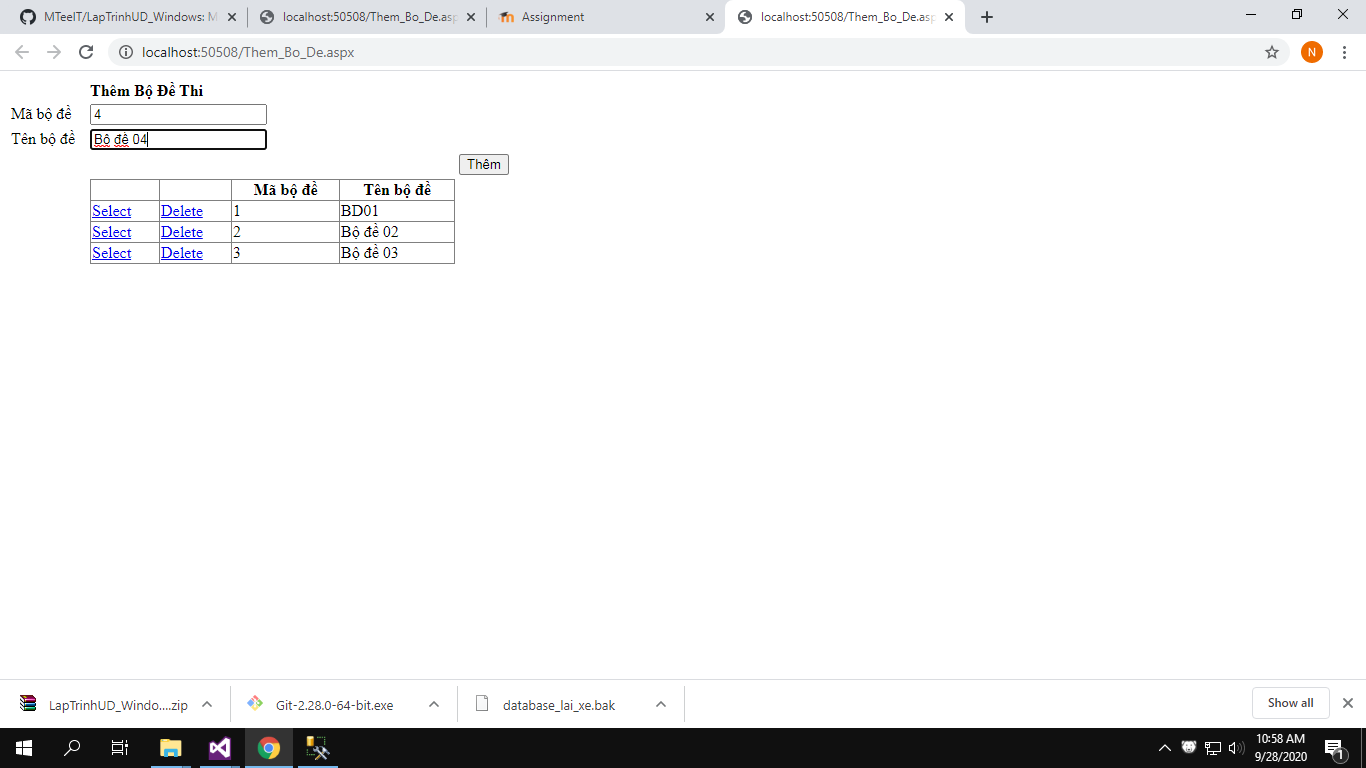 MTeeIT/LapTrinhUD_Windows: M
localhost:50508/Them_Bo_De.asp
Assignment
localhost:50508/Them_Bo_De.asp
localhost:50508/Them_Bo_De.aspx
N
Thêm Bộ Đề Thi
Mã bộ đề 4
Tên bộ đề Bộ đề 04
Thêm
Mã bộ đề Tên bộ đề
Select Delete 1 BD01
Select Delete 2 Bộ đề 02
Select Delete 3 Bộ đề 03
LapTrinhUD_Windo....zip
Git-2.28.0-64-bit.exe
database_lai_xe.bak
Show all
10:58 AM
9/28/2020
1